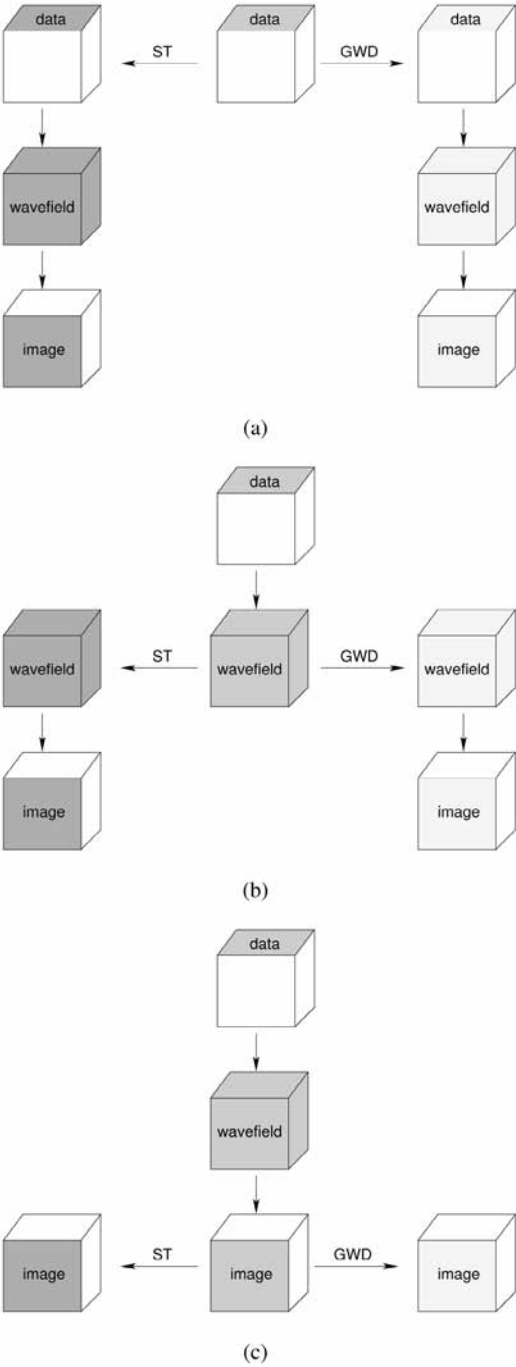 data ST data GWD data
wavefield wavefield
image image
(a)
data
wavefield ST wavefield GWD wavefield
image image
(b)
data
wavefield
image ST image GWD image
(c)